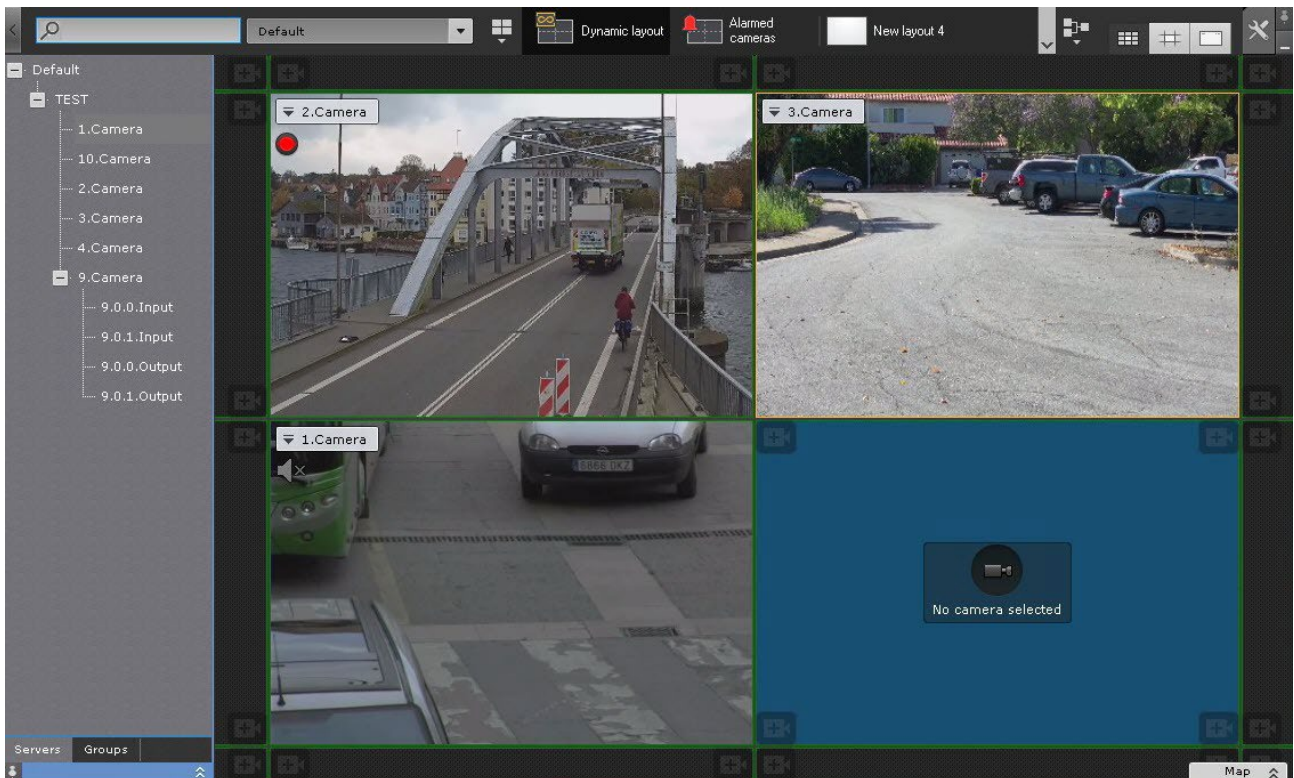 Default
Dynamic layout
Alarmed
cameras
New layout 4
Default
TEST
1.Camera
10.Camera
2.Camera
3.Camera
4.Camera
9.Camera
9.0.0.Input
9.0.1.Input
9.0.0.Output
9.0.1.Output
2.Camera
3.Camera
1.Camera
6866 DKZ
No camera selected
Servers
Groups
Map